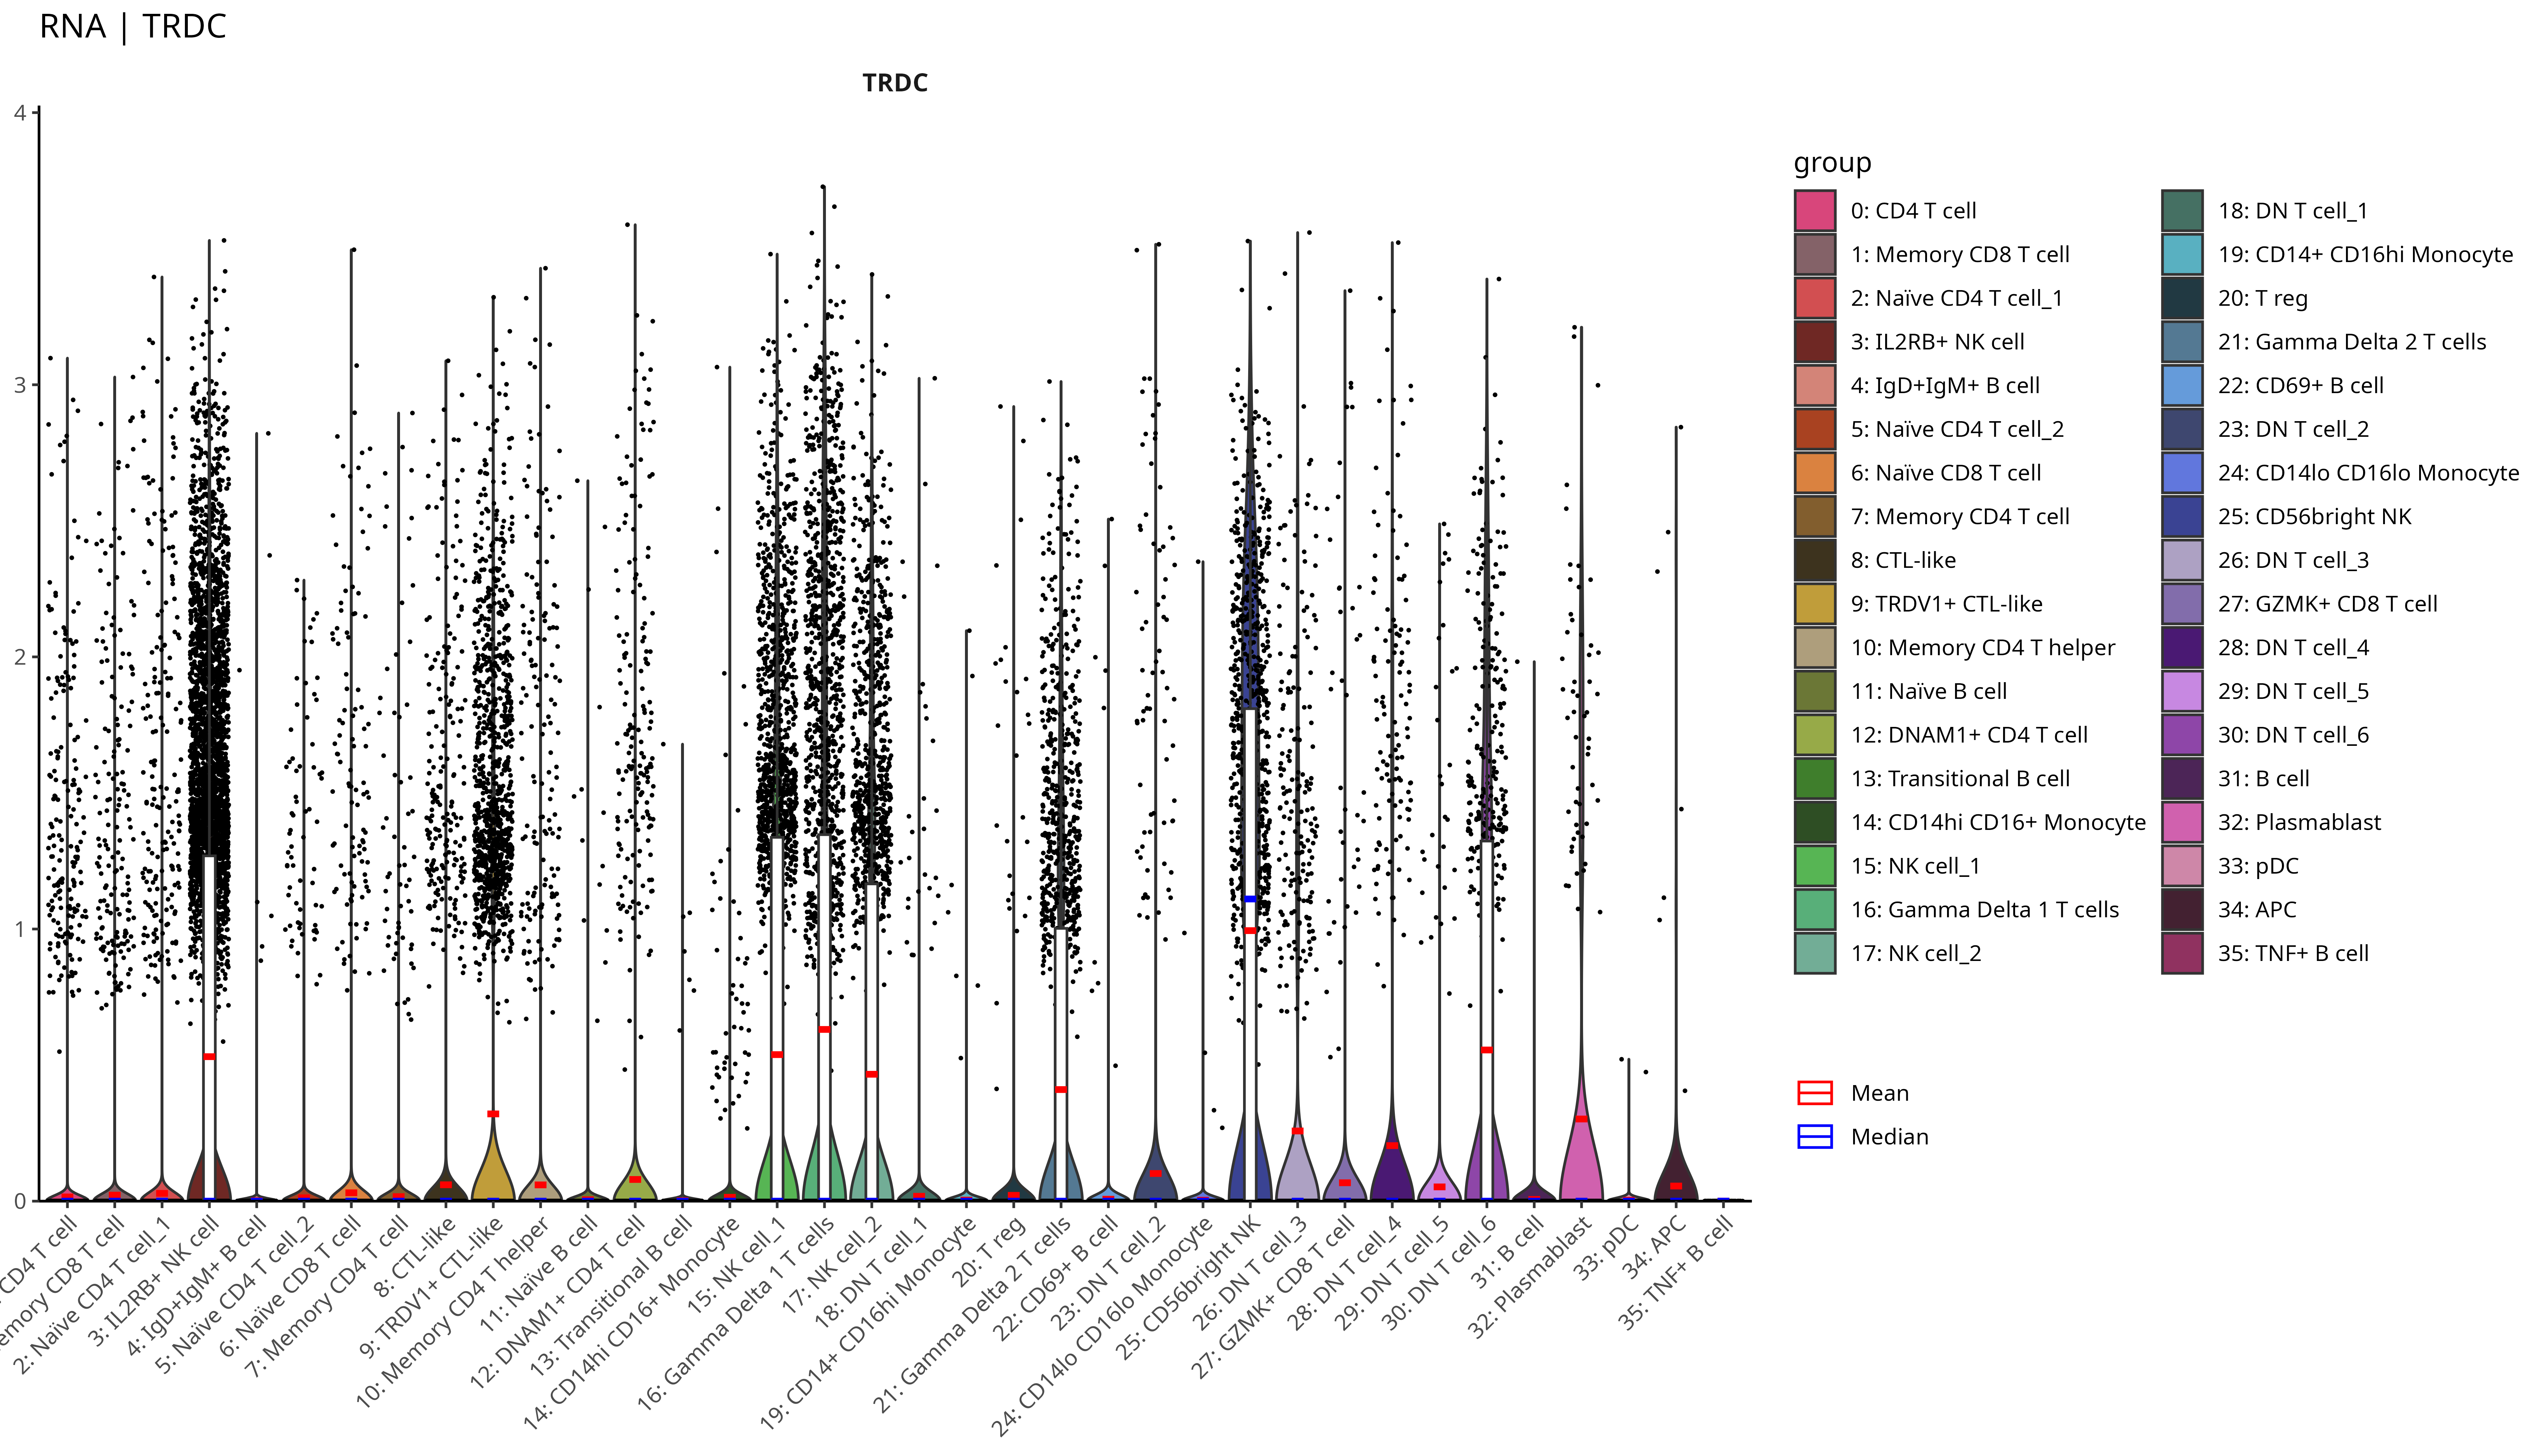 RNA | TRDC
TRDC
4
3
2
1
0
CD4 T cell
Memory CD8 T cell
2: Naïve CD4 T cell_1
3: IL2RB+ NK cell
4: IgD+IgM+ B cell
5: Naïve CD4 T cell_2
6: Naïve CD8 T cell
7: Memory CD4 T cell
8: CTL-like
9: TRDV1+ CTL-like
10: Memory CD4 T helper
11: Naïve B cell
12: DNAM1+ CD4 T cell
13: Transitional B cell
14: CD14hi CD16+ Monocyte
15: NK cell_1
16: Gamma Delta 1 T cells
17: NK cell_2
18: DN T cell_1
19: CD14+ CD16hi Monocyte
20: T reg
21: Gamma Delta 2 T cells
22: CD69+ B cell
23: DN T cell_2
24: CD14lo CD16lo Monocyte
25: CD56bright NK
26: DN T cell_3
27: GZMK+ CD8 T cell
28: DN T cell_4
29: DN T cell_5
30: DN T cell_6
31: B cell
32: Plasmablast
33: pDC
34: APC
35: TNF+ B cell
group
0: CD4 T cell
1: Memory CD8 T cell
2: Naïve CD4 T cell_1
3: IL2RB+ NK cell
4: IgD+IgM+ B cell
5: Naïve CD4 T cell_2
6: Naïve CD8 T cell
7: Memory CD4 T cell
8: CTL-like
9: TRDV1+ CTL-like
10: Memory CD4 T helper
11: Naïve B cell
12: DNAM1+ CD4 T cell
13: Transitional B cell
14: CD14hi CD16+ Monocyte
15: NK cell_1
16: Gamma Delta 1 T cells
17: NK cell_2
18: DN T cell_1
19: CD14+ CD16hi Monocyte
20: T reg
21: Gamma Delta 2 T cells
22: CD69+ B cell
23: DN T cell_2
24: CD14lo CD16lo Monocyte
25: CD56bright NK
26: DN T cell_3
27: GZMK+ CD8 T cell
28: DN T cell_4
29: DN T cell_5
30: DN T cell_6
31: B cell
32: Plasmablast
33: pDC
34: APC
35: TNF+ B cell
Mean
Median